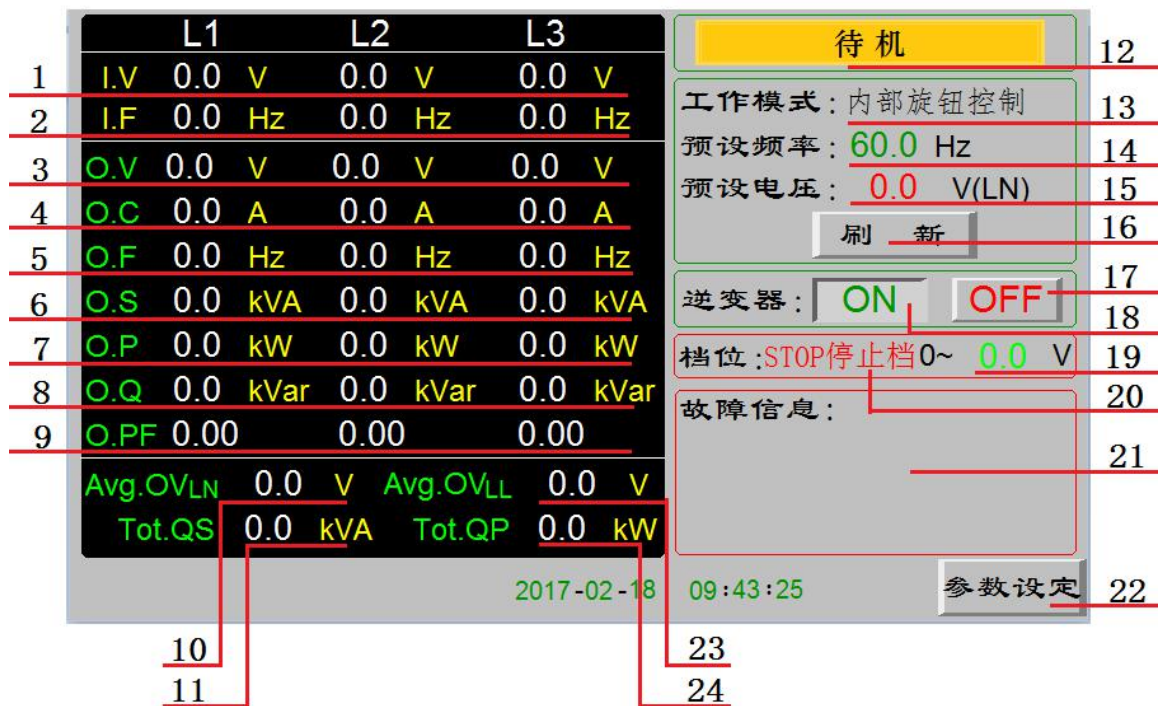 L1 L2 L3
1 I.V 0.0 V 0.0 V 0.0 V
2 I.F 0.0 Hz 0.0 Hz 0.0 Hz
3 O.V 0.0 V 0.0 V 0.0 V
4 O.C 0.0 A 0.0 A 0.0 A
5 O.F 0.0 Hz 0.0 Hz 0.0 Hz
6 O.S 0.0 kVA 0.0 kVA 0.0 kVA
7 O.P 0.0 kW 0.0 kW 0.0 kW
8 O.Q 0.0 kVar 0.0 kVar 0.0 kVar
9 O.PF 0.00 0.00 0.00
Avg.OVLN 0.0 V Avg.OVLL 0.0 V
Tot.QS 0.0 kVA Tot.QP 0.0 kW
待机 12
工作模式:内部旋钮控制 13
预设频率:60.0 Hz 14
预设电压: 0.0 V(LN) 15
刷 新 16
逆变器: ON OFF 17
18
档位:STOP停止档0~ 0.0 V 19
20
故障信息:
21
2017-02-18 09:43:25 参数设定 22
10 23
11 24